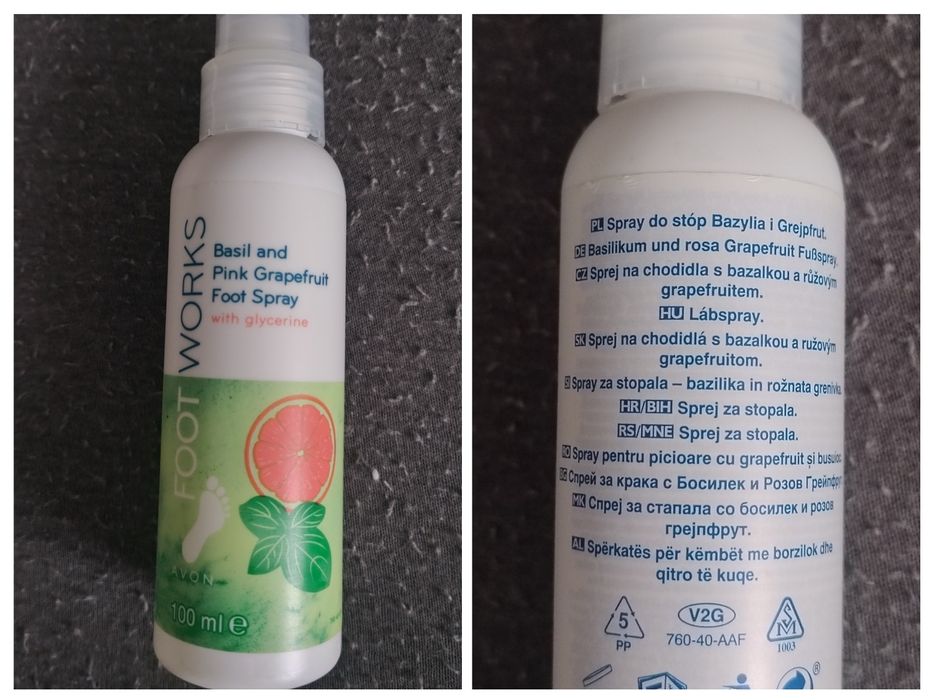 FOOT WORKS
Basil and
Pink Grapefruit
Foot Spray
with glycerine
AVON
100 ml e
PL Spray do stóp Bazylia i Grejpfrut.
DE Basilikum und rosa Grapefruit Fußspray.
CZ Sprej na chodidla s bazalkou a růžovým
grapefruitem.
HU Lábspray.
SK Sprej na chodidlá s bazalkou a ružovým
grapefruitom.
SI Spray za stopala – bazilika in rožnata grenivka.
HR/BIH Sprej za stopala.
RS/MNE Sprej za stopala.
RO Spray pentru picioare cu grapefruit și busuioc
BG Спрей за крака с Босилек и Розов Грейпфрут
MK Спреј за стапала со босилек и розов
грејпфрут.
AL Spërkatës për këmbët me borzilok dhe
qitro të kuqe.
5
PP
V2G
760-40-AAF
SM
1003
®